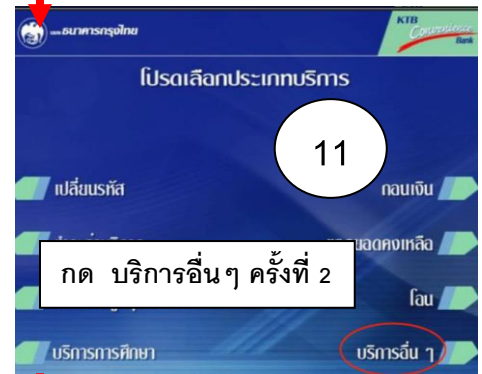 ธนาคารกรุงไทย
KTB
Convenience
Bank
โปรดเลือกประเภทบริการ
11
เปลี่ยนรหัส
ถอนเงิน
ยอดคงเหลือ
กด บริการอื่นๆ ครั้งที่ 2
โอน
บริการการศึกษา
บริการอื่น ๆ